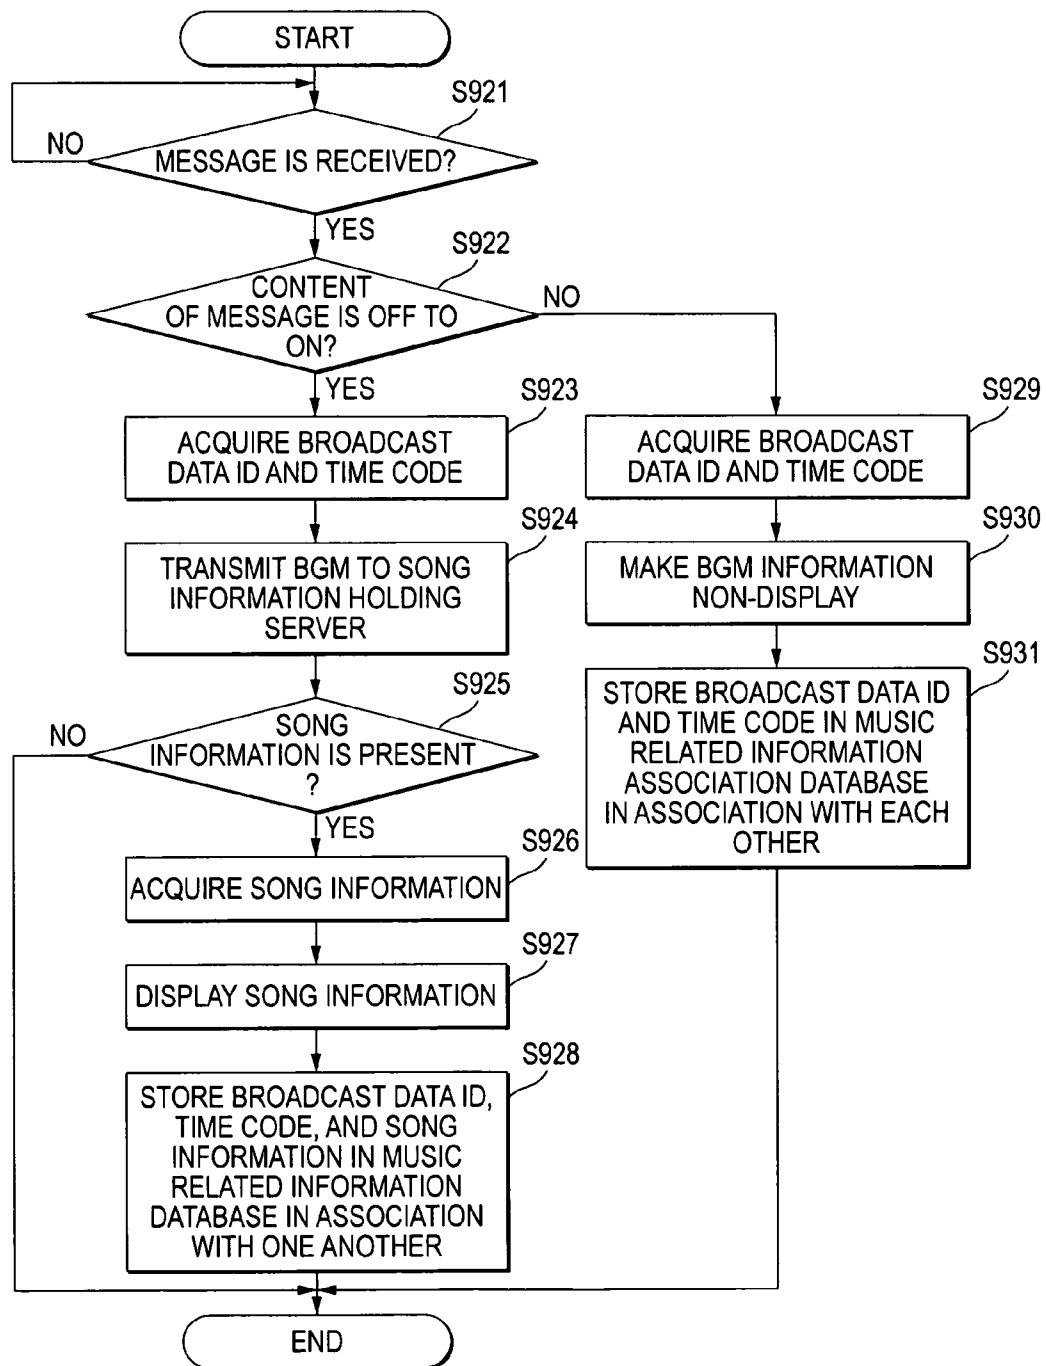 START
S921
NO
MESSAGE IS RECEIVED?
YES
S922
CONTENT
OF MESSAGE IS OFF TO
ON?
NO
YES
S923
ACQUIRE BROADCAST
DATA ID AND TIME CODE
S924
TRANSMIT BGM TO SONG
INFORMATION HOLDING
SERVER
S925
NO
SONG
INFORMATION IS PRESENT
?
YES
S926
ACQUIRE SONG INFORMATION
S927
DISPLAY SONG INFORMATION
S928
STORE BROADCAST DATA ID,
TIME CODE, AND SONG
INFORMATION IN MUSIC
RELATED INFORMATION
DATABASE IN ASSOCIATION
WITH ONE ANOTHER
S929
ACQUIRE BROADCAST
DATA ID AND TIME CODE
S930
MAKE BGM INFORMATION
NON-DISPLAY
S931
STORE BROADCAST DATA ID
AND TIME CODE IN MUSIC
RELATED INFORMATION
ASSOCIATION DATABASE
IN ASSOCIATION WITH EACH
OTHER
END